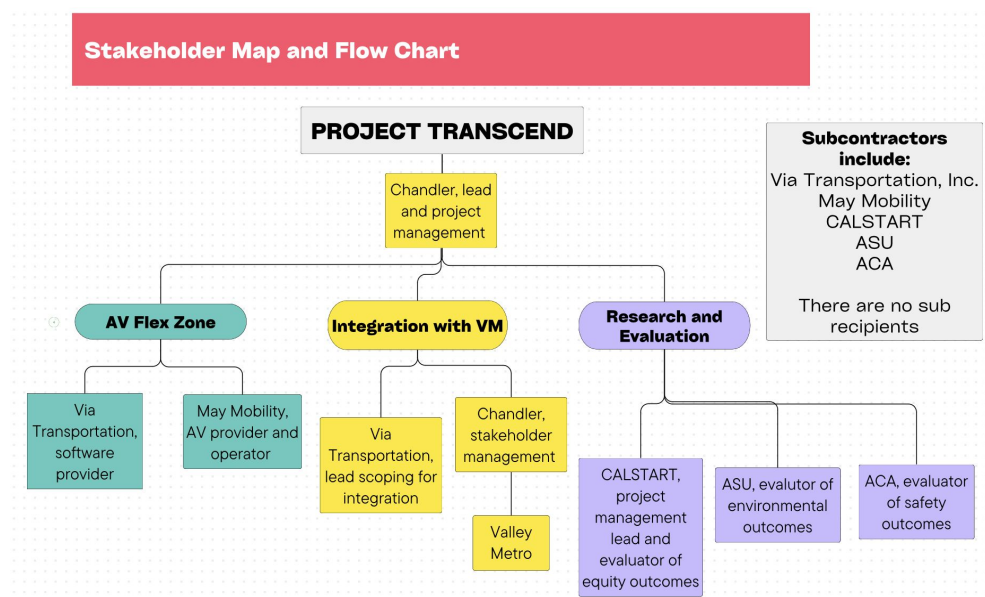 Stakeholder Map and Flow Chart
PROJECT TRANSCEND
Subcontractors
include:
Via Transportation, Inc.
May Mobility
CALSTART
ASU
ACA
There are no sub
recipients
Chandler, lead
and project
management
AV Flex Zone
Integration with VM
Research and
Evaluation
Via
Transportation,
software
provider
May Mobility,
AV provider and
operator
Via
Transportation,
lead scoping for
integration
Chandler,
stakeholder
management
Valley
Metro
CALSTART,
project
management
lead and
evaluator of
equity outcomes
ASU, evalutor of
environmental
outcomes
ACA, evaluator
of safety
outcomes